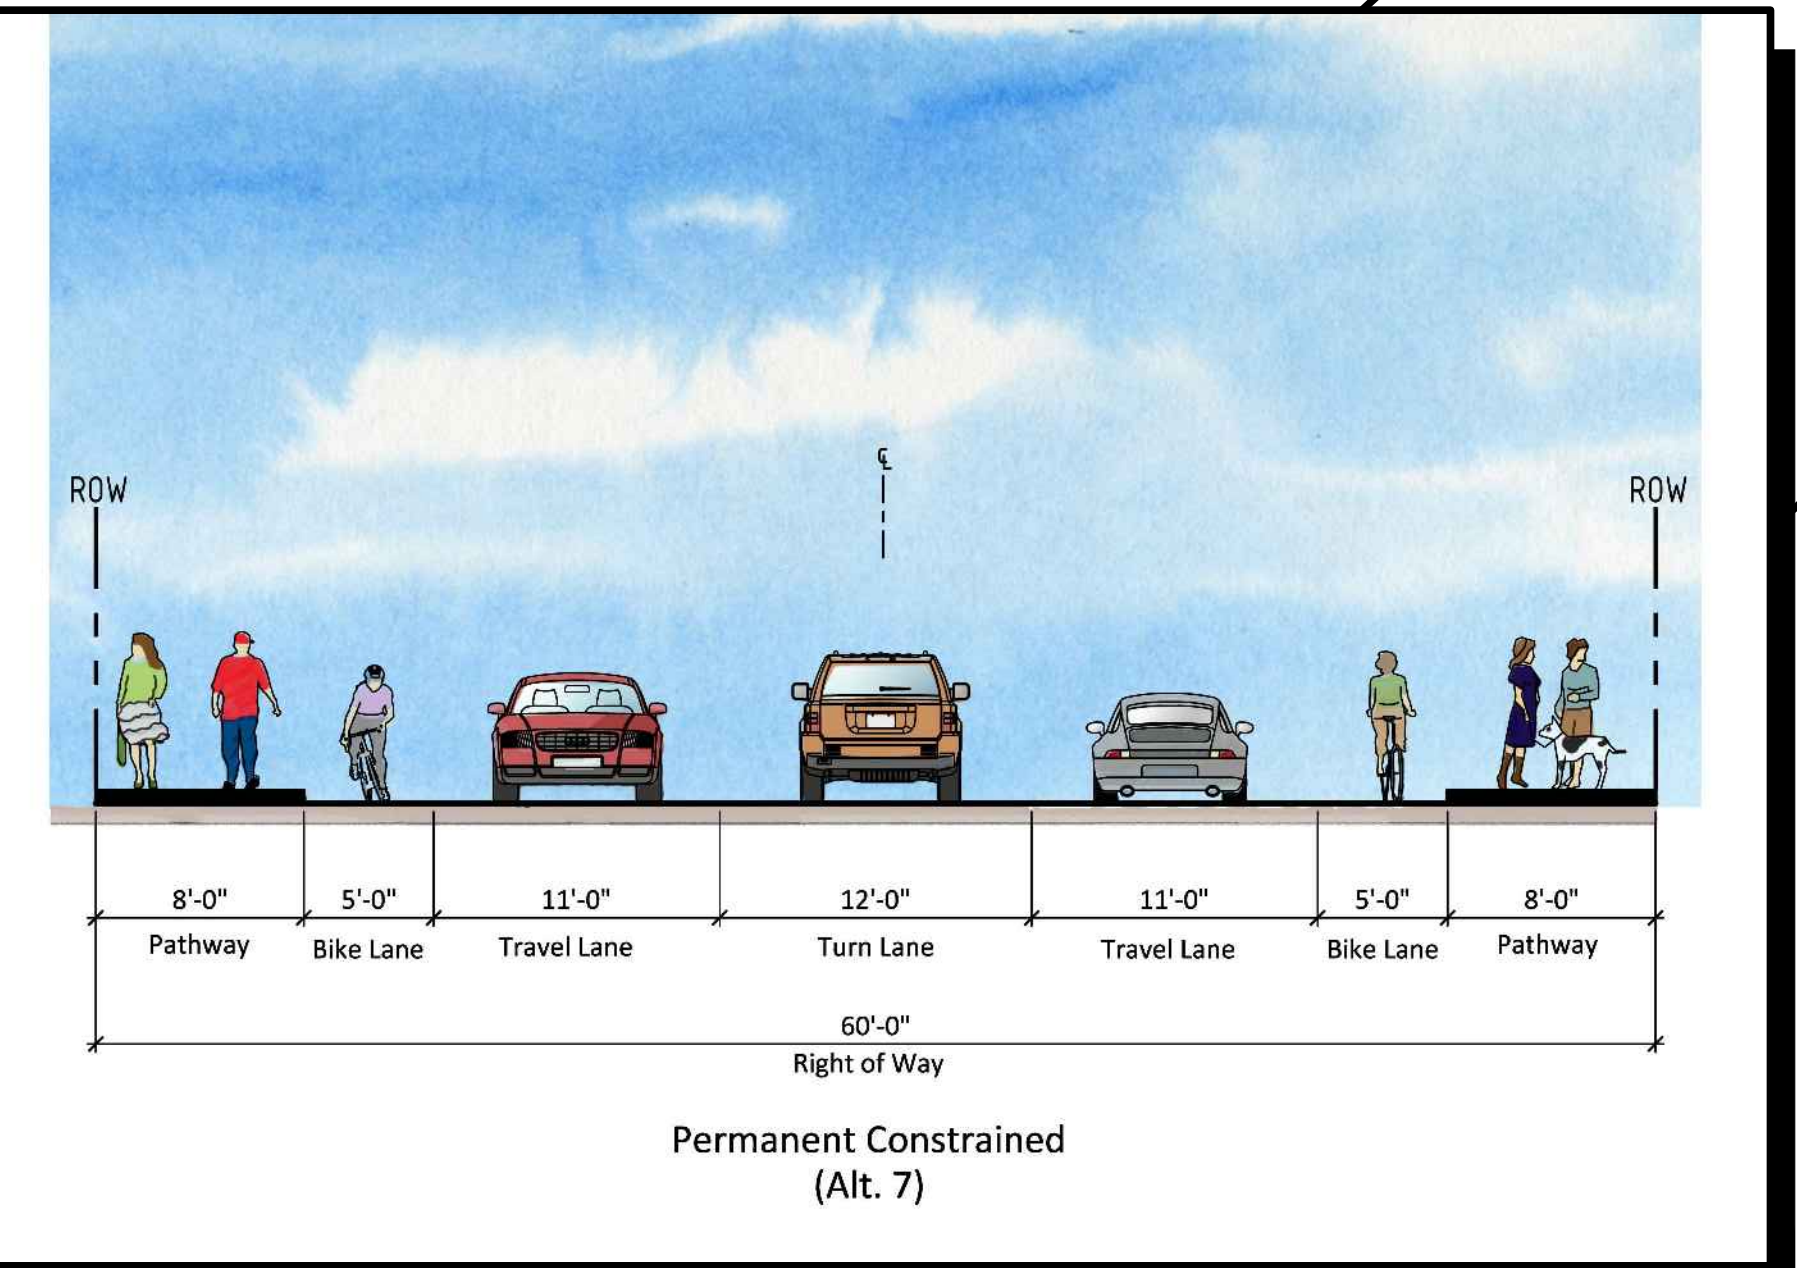 ℄
ROW
ROW
8'-0"
5'-0"
11'-0"
12'-0"
11'-0"
5'-0"
8'-0"
Pathway
Bike Lane
Travel Lane
Turn Lane
Travel Lane
Bike Lane
Pathway
60'-0"
Right of Way
Permanent Constrained
(Alt. 7)